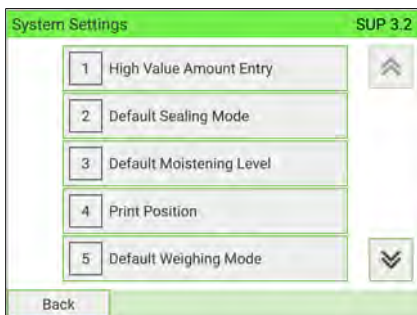 System Settings SUP 3.2
1 High Value Amount Entry
2 Default Sealing Mode
3 Default Moistening Level
4 Print Position
5 Default Weighing Mode
Back